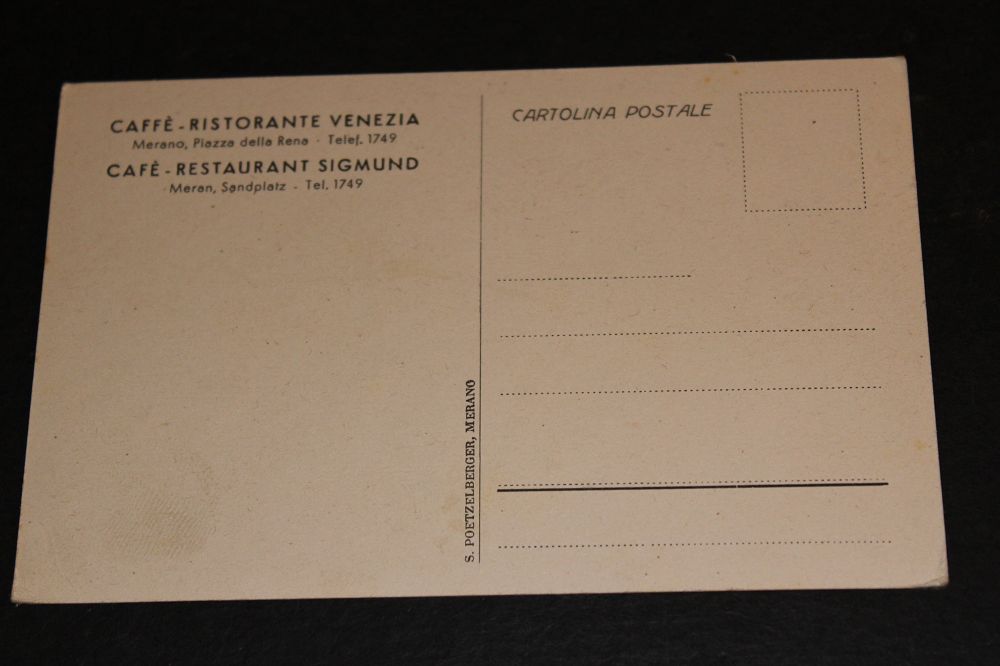 CAFFÈ - RISTORANTE VENEZIA
Merano, Piazza della Rena · Telef. 1749
CAFÈ - RESTAURANT SIGMUND
Meran, Sandplatz - Tel. 1749
CARTOLINA POSTALE
S. POETZELBERGER, MERANO